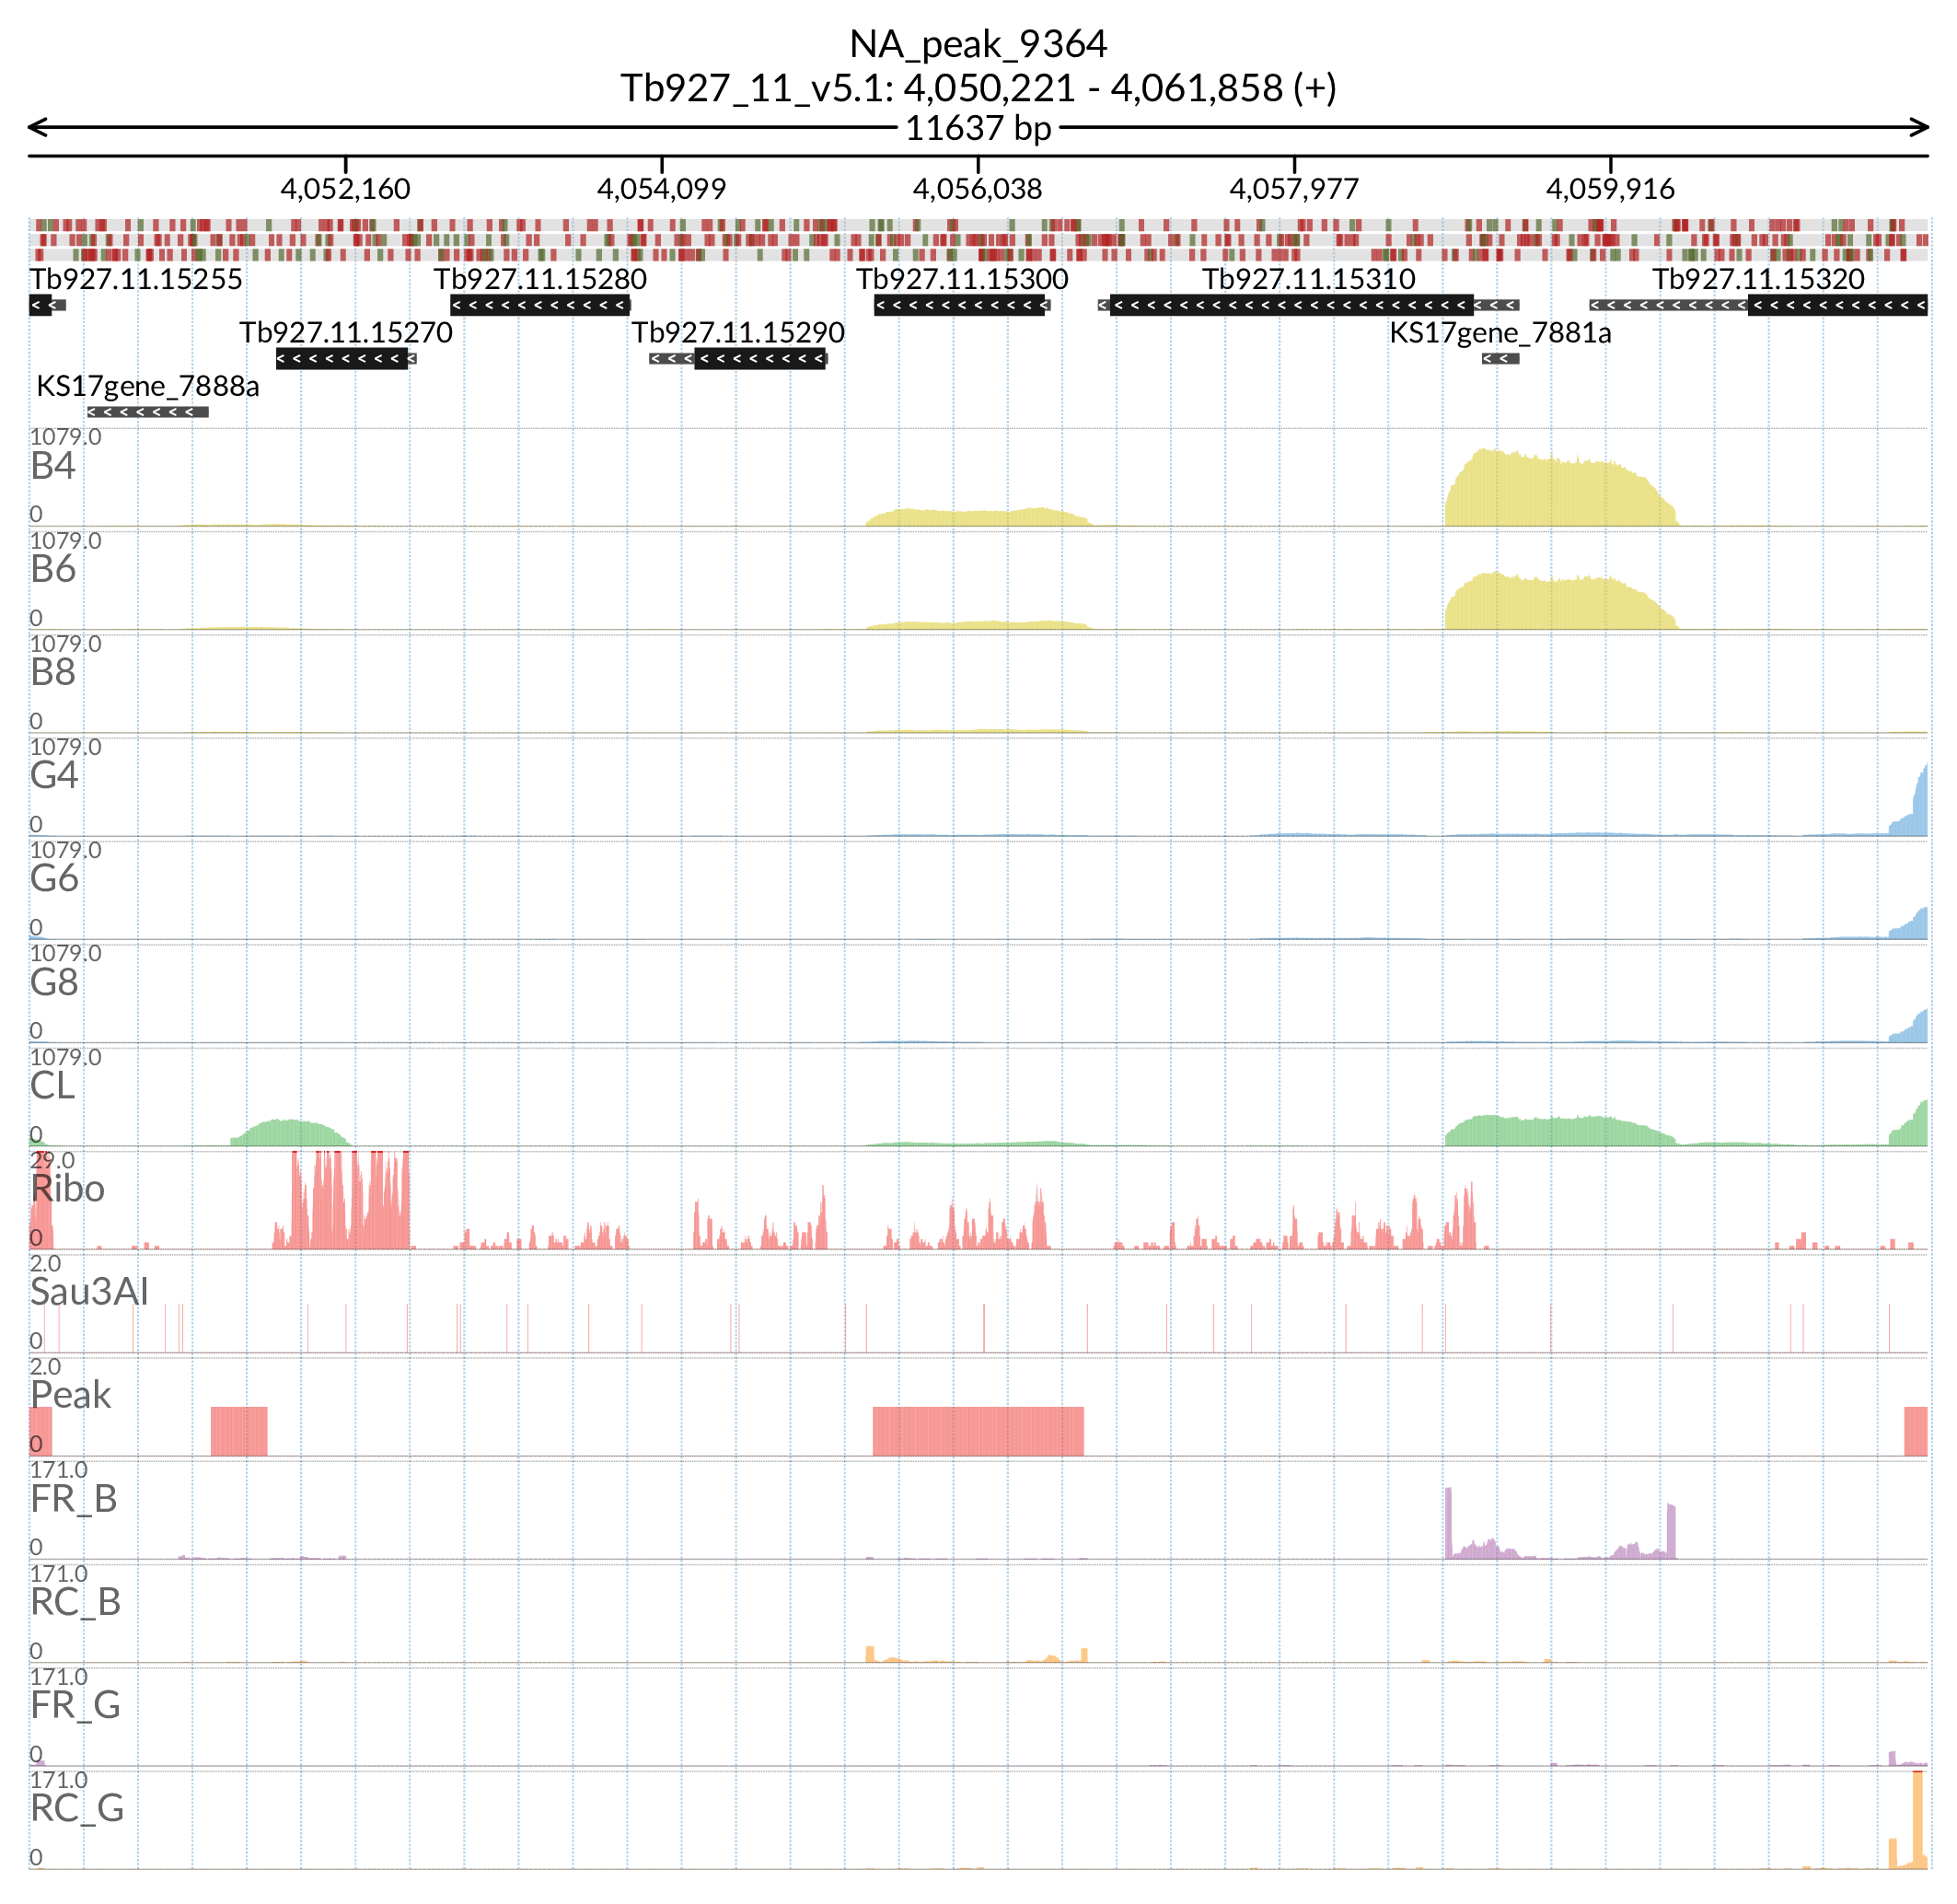 NA_peak_9364
Tb927_11_v5.1: 4,050,221 - 4,061,858 (+)
11637 bp
4,052,160 4,054,099 4,056,038 4,057,977 4,059,916
Tb927.11.15255 Tb927.11.15280 Tb927.11.15300 Tb927.11.15310 Tb927.11.15320
Tb927.11.15270 Tb927.11.15290 KS17gene_7881a
KS17gene_7888a
1079.0
B4
0
1079.0
B6
0
1079.0
B8
0
1079.0
G4
0
1079.0
G6
0
1079.0
G8
0
1079.0
CL
0
29.0
Ribo
0
2.0
Sau3AI
0
2.0
Peak
0
171.0
FR_B
0
171.0
RC_B
0
171.0
FR_G
0
171.0
RC_G
0